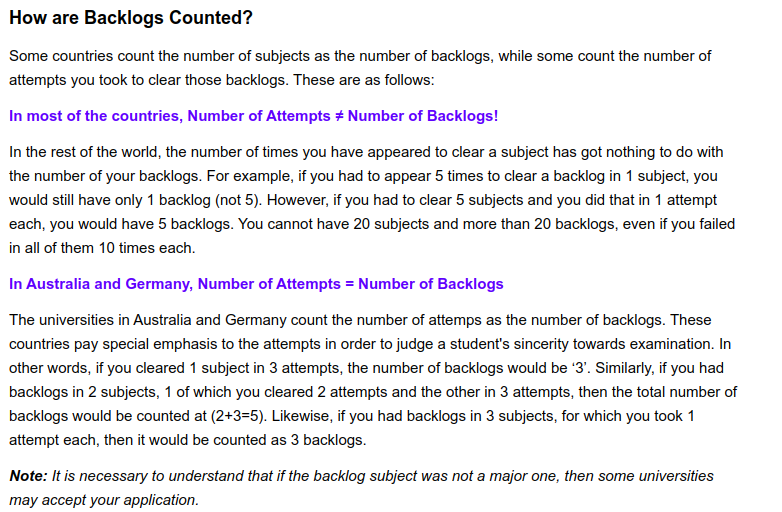 How are Backlogs Counted?
Some countries count the number of subjects as the number of backlogs, while some count the number of
attempts you took to clear those backlogs. These are as follows:
In most of the countries, Number of Attempts ≠ Number of Backlogs!
In the rest of the world, the number of times you have appeared to clear a subject has got nothing to do with
the number of your backlogs. For example, if you had to appear 5 times to clear a backlog in 1 subject, you
would still have only 1 backlog (not 5). However, if you had to clear 5 subjects and you did that in 1 attempt
each, you would have 5 backlogs. You cannot have 20 subjects and more than 20 backlogs, even if you failed
in all of them 10 times each.
In Australia and Germany, Number of Attempts = Number of Backlogs
The universities in Australia and Germany count the number of attemps as the number of backlogs. These
countries pay special emphasis to the attempts in order to judge a student's sincerity towards examination. In
other words, if you cleared 1 subject in 3 attempts, the number of backlogs would be ‘3’. Similarly, if you had
backlogs in 2 subjects, 1 of which you cleared 2 attempts and the other in 3 attempts, then the total number of
backlogs would be counted at (2+3=5). Likewise, if you had backlogs in 3 subjects, for which you took 1
attempt each, then it would be counted as 3 backlogs.
Note: It is necessary to understand that if the backlog subject was not a major one, then some universities
may accept your application.